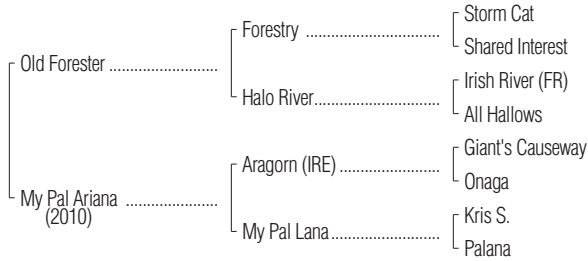 Storm Cat
Forestry ........................................
Shared Interest
Old Forester ................................
Irish River (FR)
Halo River....................................
All Hallows
Giant's Causeway
Aragorn (IRE) ..............................
Onaga
My Pal Ariana ...................
(2010)
Kris S.
My Pal Lana................................
Palana